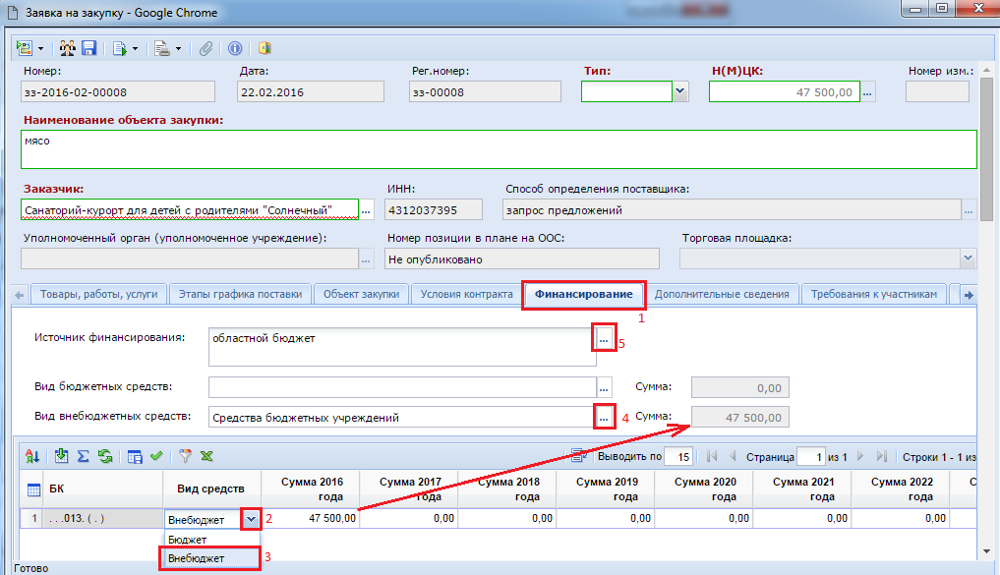 Заявка на закупку - Google Chrome
Номер: Дата: Рег.номер: Тип: Н(М)ЦК: Номер изм.:
зз-2016-02-00008 22.02.2016 зз-00008 47 500,00 ...
Наименование объекта закупки:
мясо
Заказчик: ИНН: Способ определения поставщика:
Санаторий-курорт для детей с родителями "Солнечный" ... 4312037395 запрос предложений ...
Уполномоченный орган (уполномоченное учреждение): Номер позиции в плане на ООС: Торговая площадка:
... Не опубликовано
Товары, работы, услуги Этапы графика поставки Объект закупки Условия контракта Финансирование Дополнительные сведения Требования к участникам
1
Источник финансирования: областной бюджет ... 5
Вид бюджетных средств: ... Сумма: 0,00
Вид внебюджетных средств: Средства бюджетных учреждений ... 4 Сумма: 47 500,00
Выводить по 15 Страница 1 из 1 Строки 1 - 1 из
БК Вид средств Сумма 2016 года Сумма 2017 года Сумма 2018 года Сумма 2019 года Сумма 2020 года Сумма 2021 года Сумма 2022 года С
1 . . .013. ( . ) Внебюджет 2 47 500,00 0,00 0,00 0,00 0,00 0,00 0,00
Бюджет
Внебюджет 3
Готово